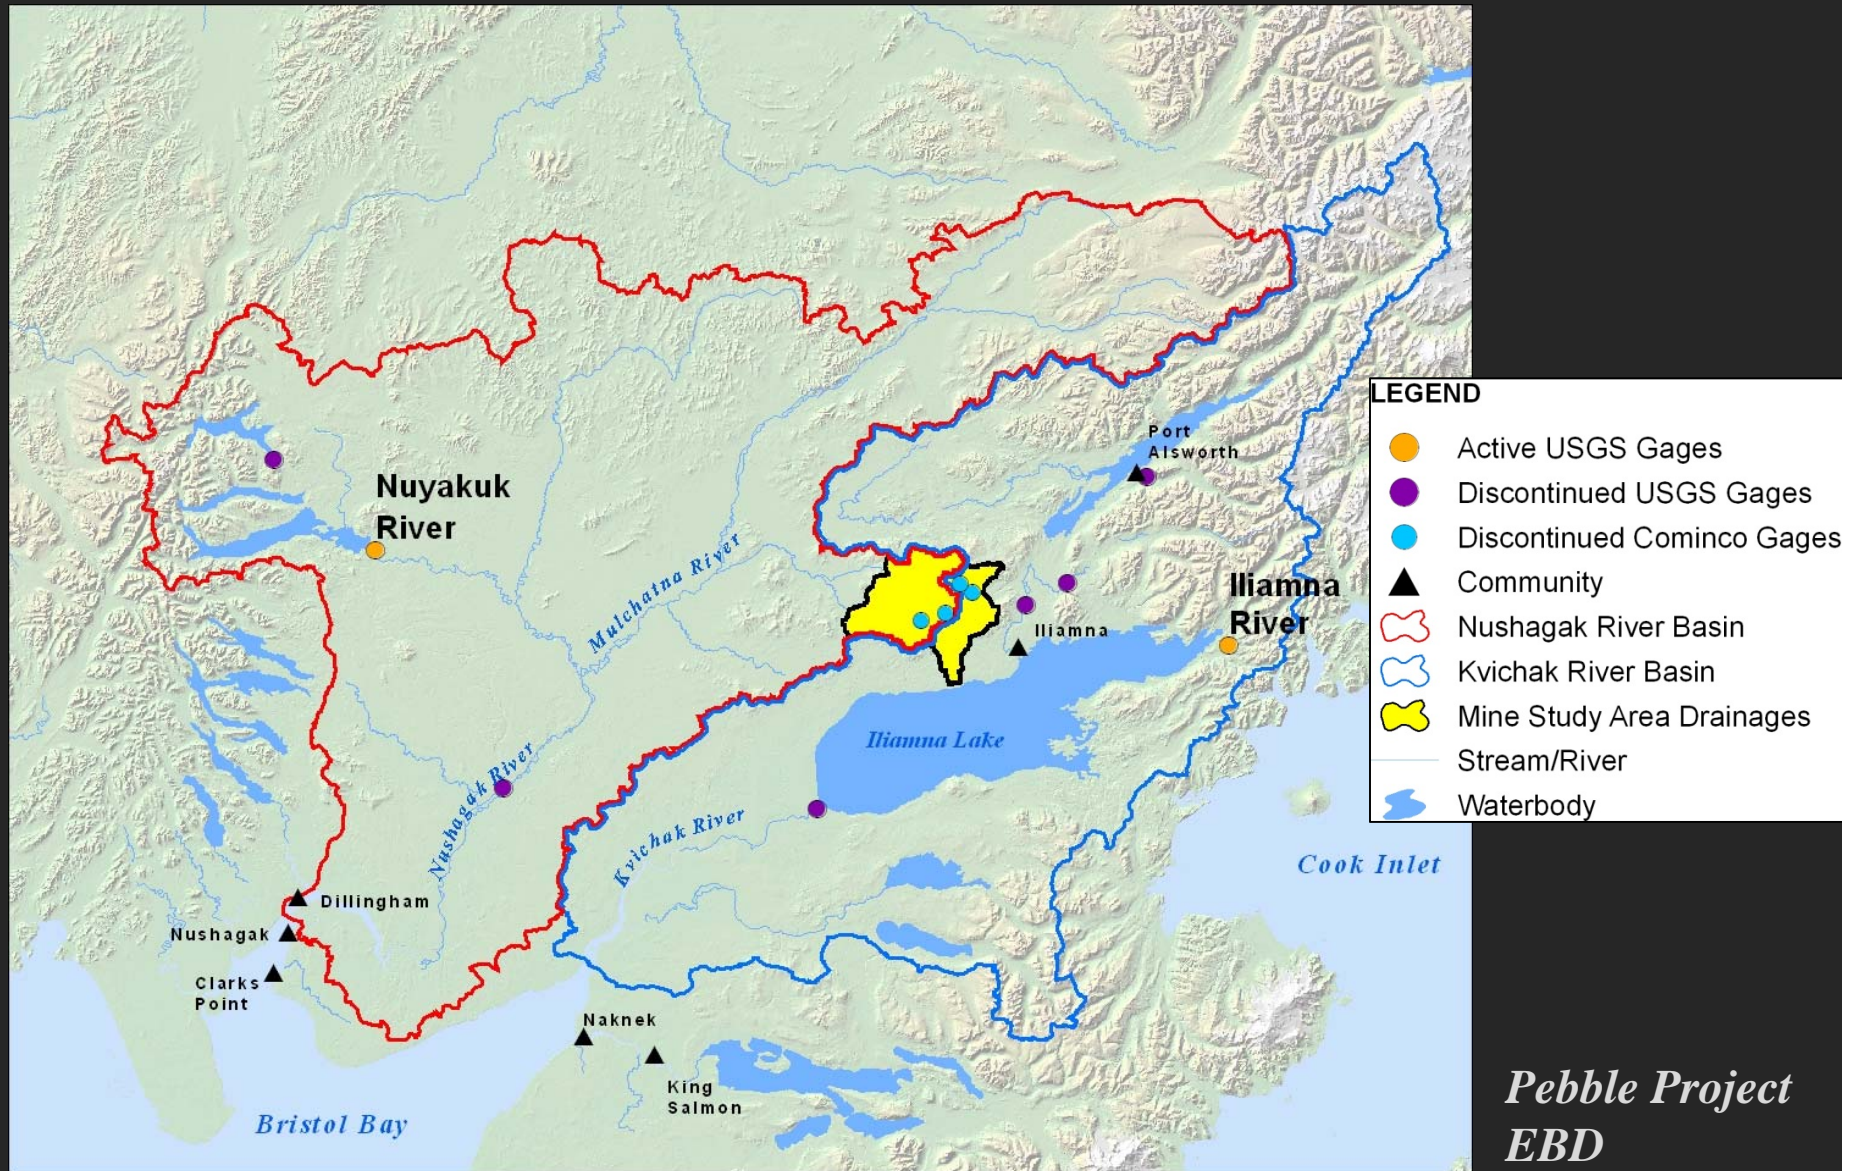 Port
Alsworth
Nuyakuk
River
Mulchatna River
Iliamna
River
Iliamna
Iliamna Lake
Nushagak River
Kvichak River
Cook Inlet
Dillingham
Nushagak
Clarks
Point
Naknek
King
Salmon
Bristol Bay
LEGEND
Active USGS Gages
Discontinued USGS Gages
Discontinued Cominco Gages
Community
Nushagak River Basin
Kvichak River Basin
Mine Study Area Drainages
Stream/River
Waterbody
Pebble Project
EBD